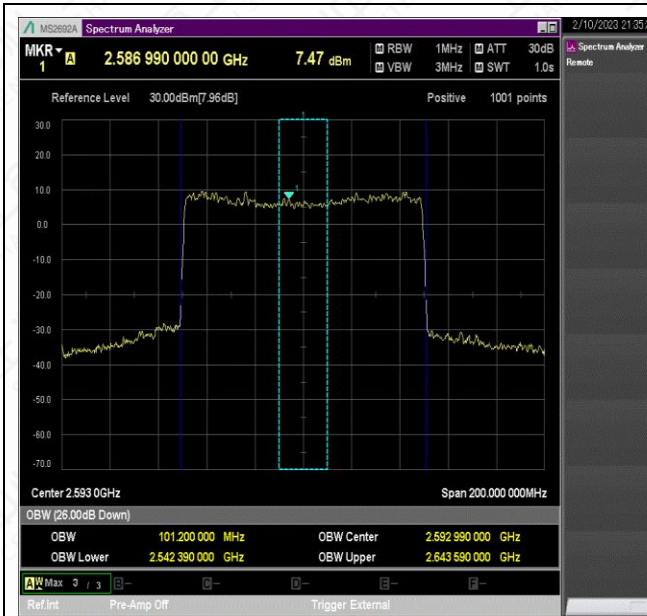 MS2692A Spectrum Analyzer
2/10/2023 21:35:
MKR 1 A 2.586 990 000 00 GHz 7.47 dBm
M RBW 1MHz M ATT 30dB
M VBW 3MHz M SWT 1.0s
Spectrum Analyzer
Remote
Reference Level 30.00dBm[7.96dB] Positive 1001 points
30.0
20.0
10.0
0.0
-10.0
-20.0
-30.0
-40.0
-50.0
-60.0
-70.0
1
1
Center 2.593 0GHz Span 200.000 000MHz
OBW (26.00dB Down)
OBW 101.200 000 MHz OBW Center 2.592 990 000 GHz
OBW Lower 2.542 390 000 GHz OBW Upper 2.643 590 000 GHz
A W Max 3 / 3 B- C- D- E- F-
Ref.Int Pre-Amp Off Trigger External